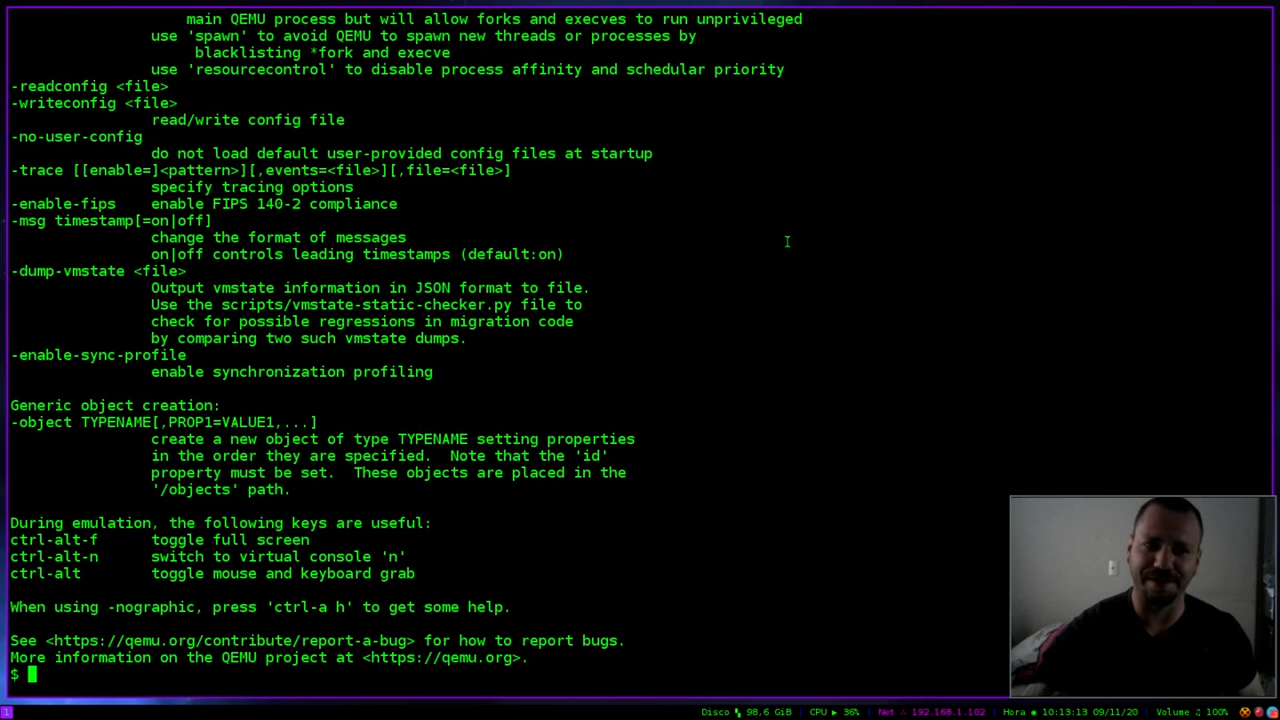 main QEMU process but will allow forks and execves to run unprivileged
use 'spawn' to avoid QEMU to spawn new threads or processes by
blacklisting *fork and execve
use 'resourcecontrol' to disable process affinity and schedular priority
-readconfig <file>
-writeconfig <file>
read/write config file
-no-user-config
do not load default user-provided config files at startup
-trace [[enable=]<pattern>][,events=<file>][,file=<file>]
specify tracing options
-enable-fips    enable FIPS 140-2 compliance
-msg timestamp[=on|off]
change the format of messages
on|off controls leading timestamps (default:on)
-dump-vmstate <file>
Output vmstate information in JSON format to file.
Use the scripts/vmstate-static-checker.py file to
check for possible regressions in migration code
by comparing two such vmstate dumps.
-enable-sync-profile
enable synchronization profiling
Generic object creation:
-object TYPENAME[,PROP1=VALUE1,...]
create a new object of type TYPENAME setting properties
in the order they are specified.  Note that the 'id'
property must be set.  These objects are placed in the
'/objects' path.
During emulation, the following keys are useful:
ctrl-alt-f      toggle full screen
ctrl-alt-n      switch to virtual console 'n'
ctrl-alt        toggle mouse and keyboard grab
When using -nographic, press 'ctrl-a h' to get some help.
See <https://qemu.org/contribute/report-a-bug> for how to report bugs.
More information on the QEMU project at <https://qemu.org>.
$
1 Disco 98,6 GiB | CPU ▶ 36% | Net 192.168.1.102 | Hora 10:13:13 09/11/20 | Volume ♫ 100%